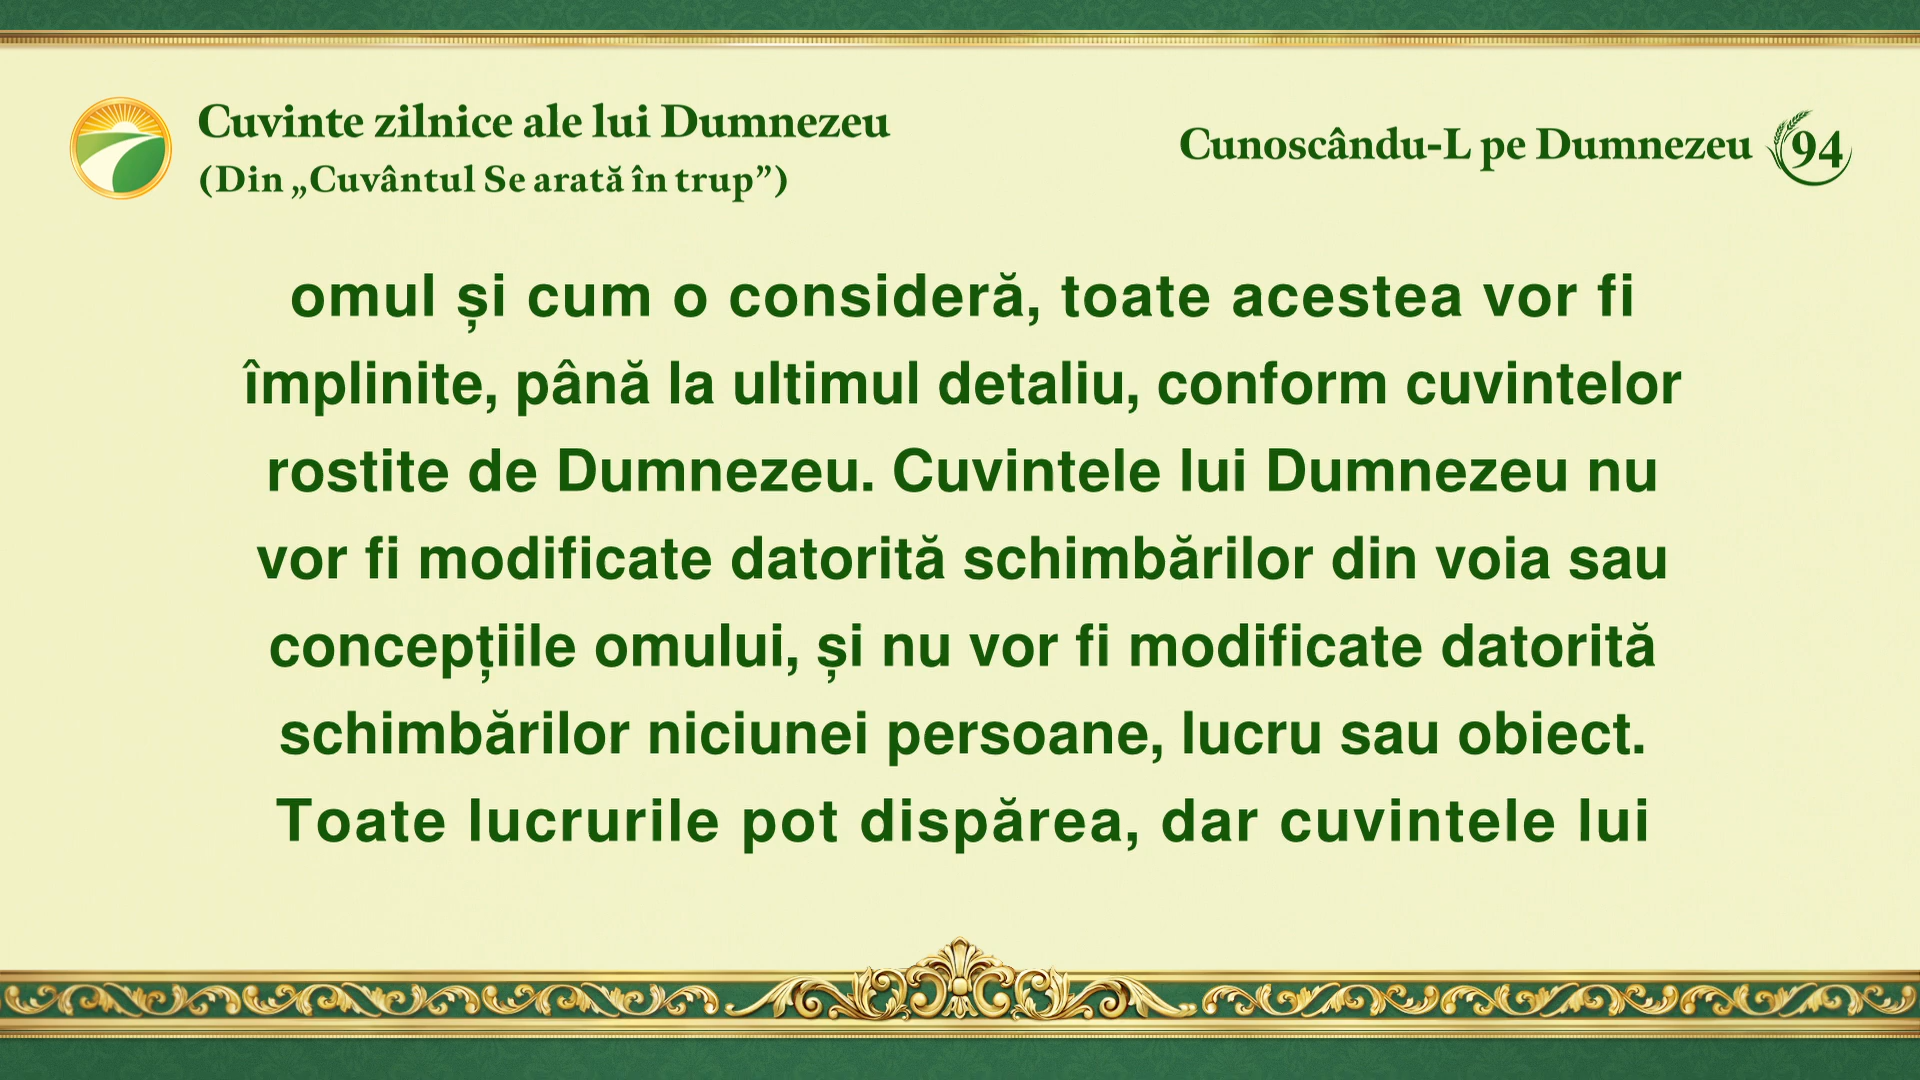 Cuvinte zilnice ale lui Dumnezeu
(Din „Cuvântul Se arată în trup”)
Cunoscându-L pe Dumnezeu 94
omul și cum o consideră, toate acestea vor fi
împlinite, până la ultimul detaliu, conform cuvintelor
rostite de Dumnezeu. Cuvintele lui Dumnezeu nu
vor fi modificate datorită schimbărilor din voia sau
concepțiile omului, și nu vor fi modificate datorită
schimbărilor niciunei persoane, lucru sau obiect.
Toate lucrurile pot dispărea, dar cuvintele lui